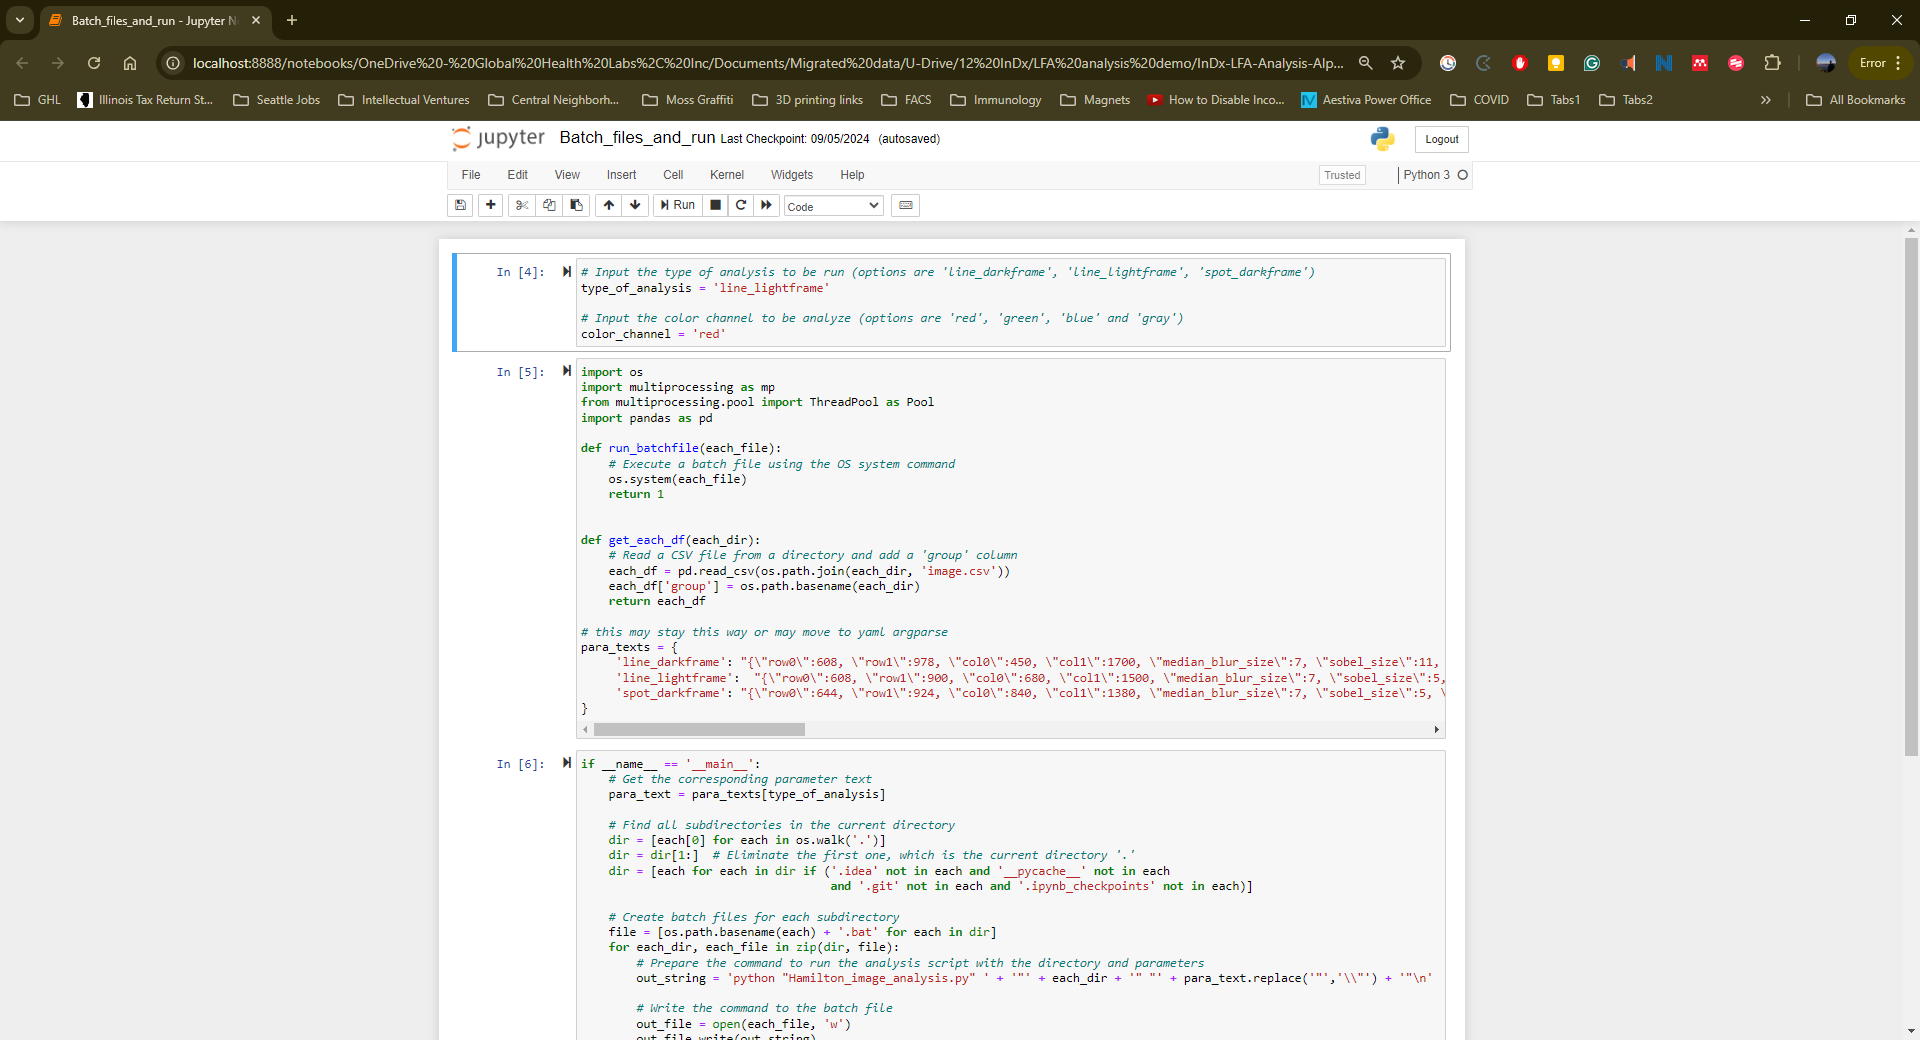 Batch_files_and_run - Jupyter N
localhost:8888/notebooks/OneDrive%20-%20Global%20Health%20Labs%2C%20Inc/Documents/Migrated%20data/U-Drive/12%20InDx/LFA%20analysis%20demo/InDx-LFA-Analysis-Alp...
Error
GHL
Illinois Tax Return St...
Seattle Jobs
Intellectual Ventures
Central Neighborh...
Moss Graffiti
3D printing links
FACS
Immunology
Magnets
How to Disable Inco...
Aestiva Power Office
COVID
Tabs1
Tabs2
All Bookmarks
jupyter Batch_files_and_run Last Checkpoint: 09/05/2024 (autosaved)
Logout
File Edit View Insert Cell Kernel Widgets Help
Trusted
Python 3
Run
Code
In [4]:
# Input the type of analysis to be run (options are 'line_darkframe', 'line_lightframe', 'spot_darkframe')
type_of_analysis = 'line_lightframe'
# Input the color channel to be analyze (options are 'red', 'green', 'blue' and 'gray')
color_channel = 'red'
In [5]:
import os
import multiprocessing as mp
from multiprocessing.pool import ThreadPool as Pool
import pandas as pd
def run_batchfile(each_file):
# Execute a batch file using the OS system command
os.system(each_file)
return 1
def get_each_df(each_dir):
# Read a CSV file from a directory and add a 'group' column
each_df = pd.read_csv(os.path.join(each_dir, 'image.csv'))
each_df['group'] = os.path.basename(each_dir)
return each_df
# this may stay this way or may move to yaml argparse
para_texts = {
'line_darkframe': "{\"row0\":608, \"row1\":978, \"col0\":450, \"col1\":1700, \"median_blur_size\":7, \"sobel_size\":11,
'line_lightframe':  "{\"row0\":608, \"row1\":900, \"col0\":680, \"col1\":1500, \"median_blur_size\":7, \"sobel_size\":5,
'spot_darkframe': "{\"row0\":644, \"row1\":924, \"col0\":840, \"col1\":1380, \"median_blur_size\":7, \"sobel_size\":5, \
}
In [6]:
if __name__ == '__main__':
# Get the corresponding parameter text
para_text = para_texts[type_of_analysis]
# Find all subdirectories in the current directory
dir = [each[0] for each in os.walk('.')]
dir = dir[1:]  # Eliminate the first one, which is the current directory '.'
dir = [each for each in dir if ('.idea' not in each and '__pycache__' not in each
and '.git' not in each and '.ipynb_checkpoints' not in each)]
# Create batch files for each subdirectory
file = [os.path.basename(each) + '.bat' for each in dir]
for each_dir, each_file in zip(dir, file):
# Prepare the command to run the analysis script with the directory and parameters
out_string = 'python "Hamilton_image_analysis.py" ' + '"' + each_dir + '" "' + para_text.replace('"','\\"') + '"\n'
# Write the command to the batch file
out_file = open(each_file, 'w')
out_file.write(out_string)